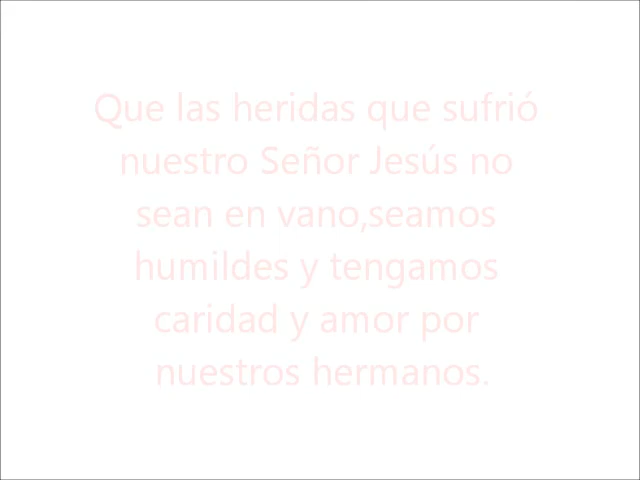 Que las heridas que sufrió
nuestro Señor Jesús no
sean en vano,seamos
humildes y tengamos
caridad y amor por
nuestros hermanos.